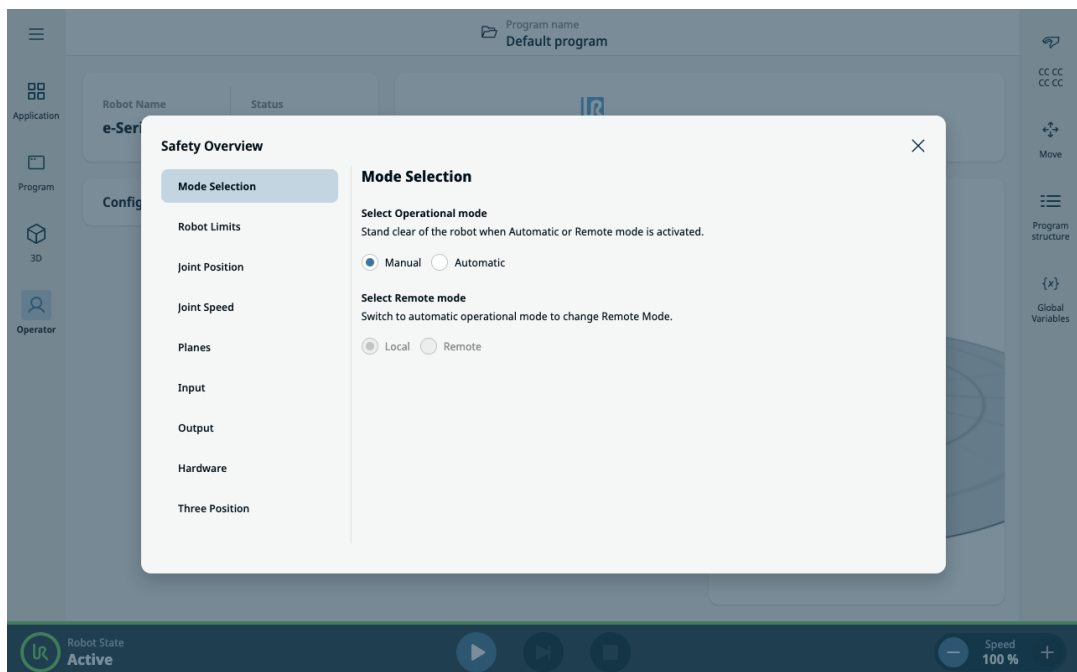 Program name
Default program
Application
Program
3D
Operator
Robot Name
Status
e-Seri
Config
Safety Overview
Mode Selection
Robot Limits
Joint Position
Joint Speed
Planes
Input
Output
Hardware
Three Position
Mode Selection
Select Operational mode
Stand clear of the robot when Automatic or Remote mode is activated.
Manual Automatic
Select Remote mode
Switch to automatic operational mode to change Remote Mode.
Local Remote
CC CC
CC CC
Move
Program
structure
{x}
Global
Variables
UR
Robot State
Active
Speed
100 %